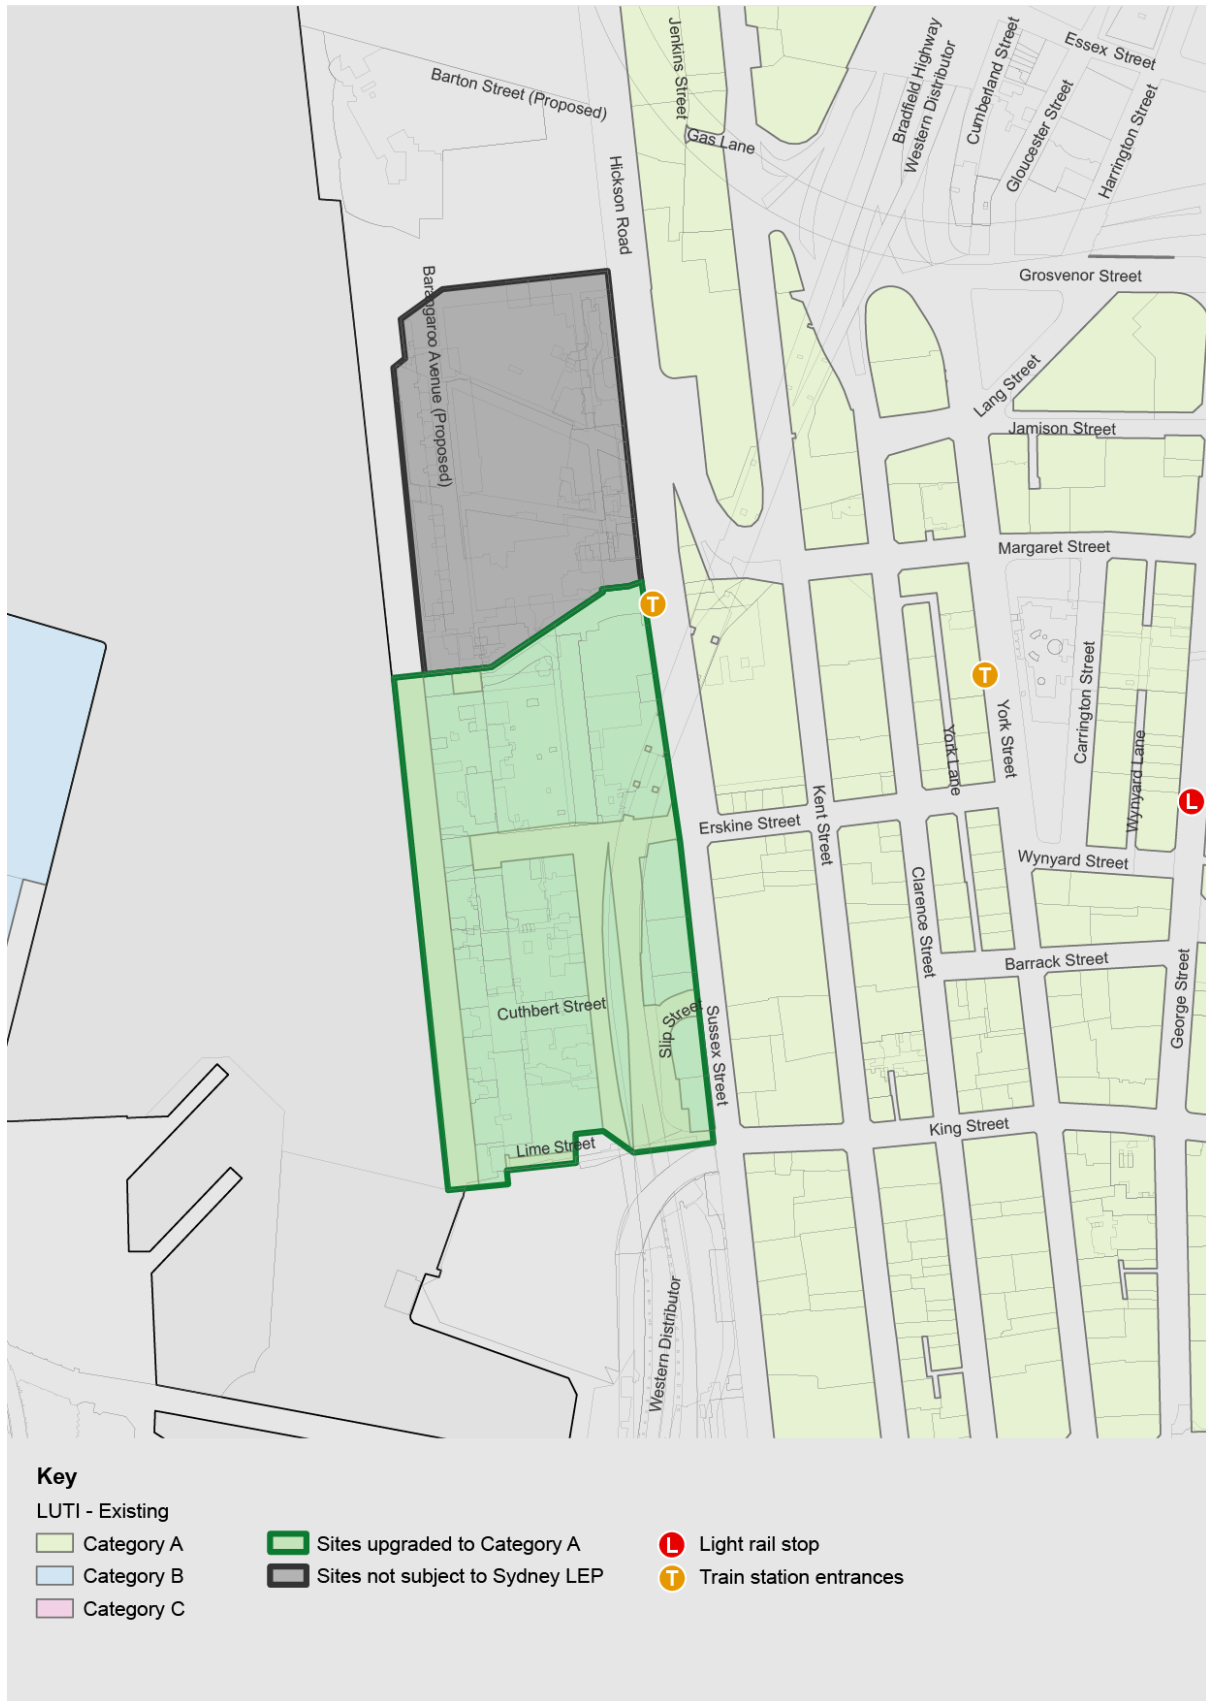 Essex Street
Jenkins Street
Bradfield Highway
Western Distributor
Cumberland Street
Gloucester Street
Harrington Street
Barton Street (Proposed)
Gas Lane
Hickson Road
Grosvenor Street
Barangaroo Avenue (Proposed)
Lang Street
Jamison Street
Margaret Street
T
T
York Street
Carrington Street
York Lane
Wynyard Lane
L
Kent Street
Erskine Street
Wynyard Street
Clarence Street
Barrack Street
George Street
Cuthbert Street
Slip Street
Sussex Street
King Street
Lime Street
Western Distributor
Key
LUTI - Existing
Category A
Category B
Category C
Sites upgraded to Category A
Sites not subject to Sydney LEP
L Light rail stop
T Train station entrances